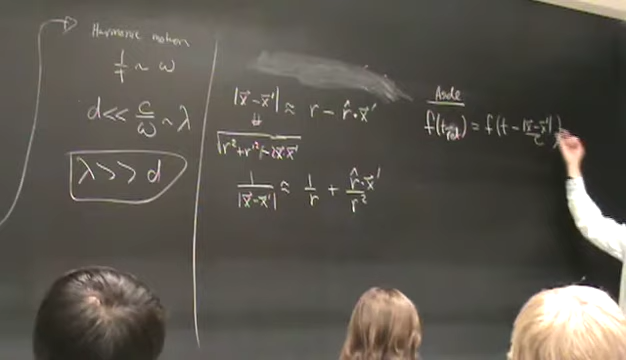 Harmonic motion
1/t ~ ω
d << c/ω ~ λ
λ >> d
|x⃗ - x⃗'| ≈ r - r̂·x⃗'
⇓
√(r² + r'² - 2x⃗·x⃗')
1/|x⃗ - x⃗'| ≈ 1/r + r̂·x⃗'/r²
Aside
f(t_ret) = f(t - |x⃗ - x⃗'|/c)